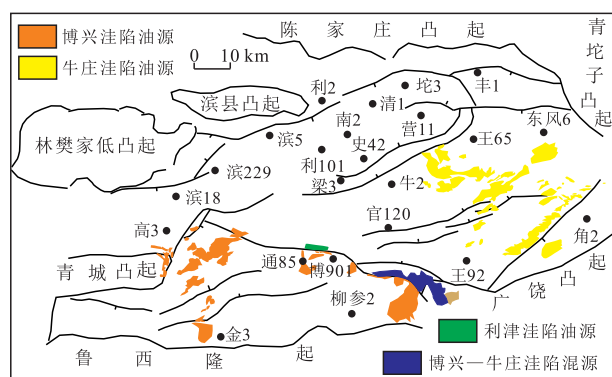 博兴洼陷油源
牛庄洼陷油源
0 10 km
陈家庄凸起
青坨子凸起
滨县凸起
林樊家低凸起
利2
坨3
丰1
清1
南2
营11
东风6
滨5
史42
王65
利101
滨229
梁3
牛2
滨18
官120
高3
角2
青城凸起
通85
博901
王92
广饶凸起
柳参2
金3
鲁西隆起
利津洼陷油源
博兴—牛庄洼陷混源